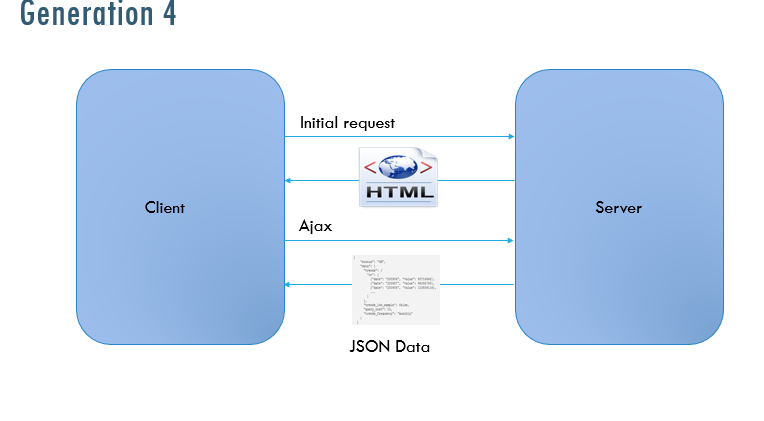 Generation 4
Initial request
< >
HTML
Client
Server
Ajax
JSON Data